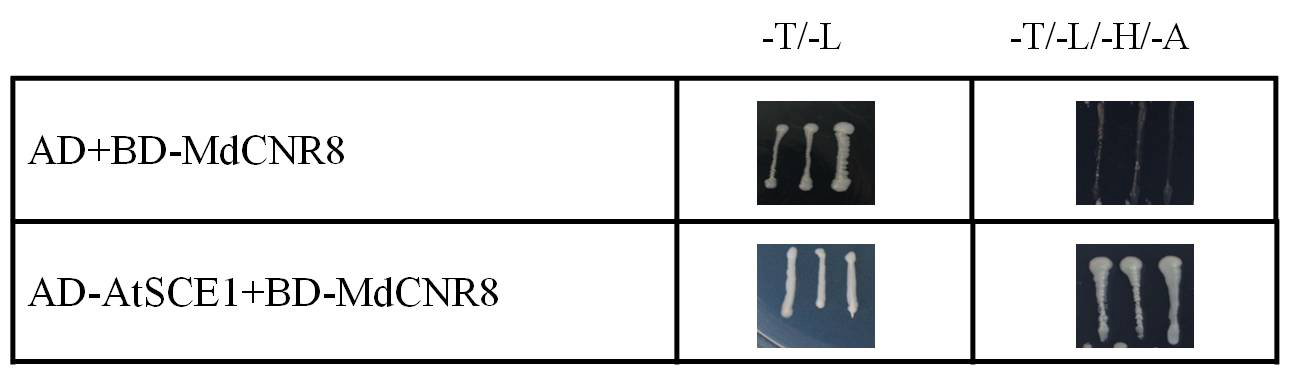 -T/-L -T/-L/-H/-A
AD+BD-MdCNR8
AD-AtSCE1+BD-MdCNR8